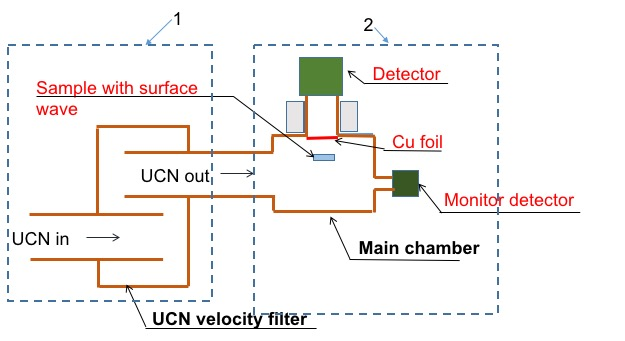 1
2
Sample with surface
wave
Detector
Cu foil
UCN out
Monitor detector
UCN in
Main chamber
UCN velocity filter